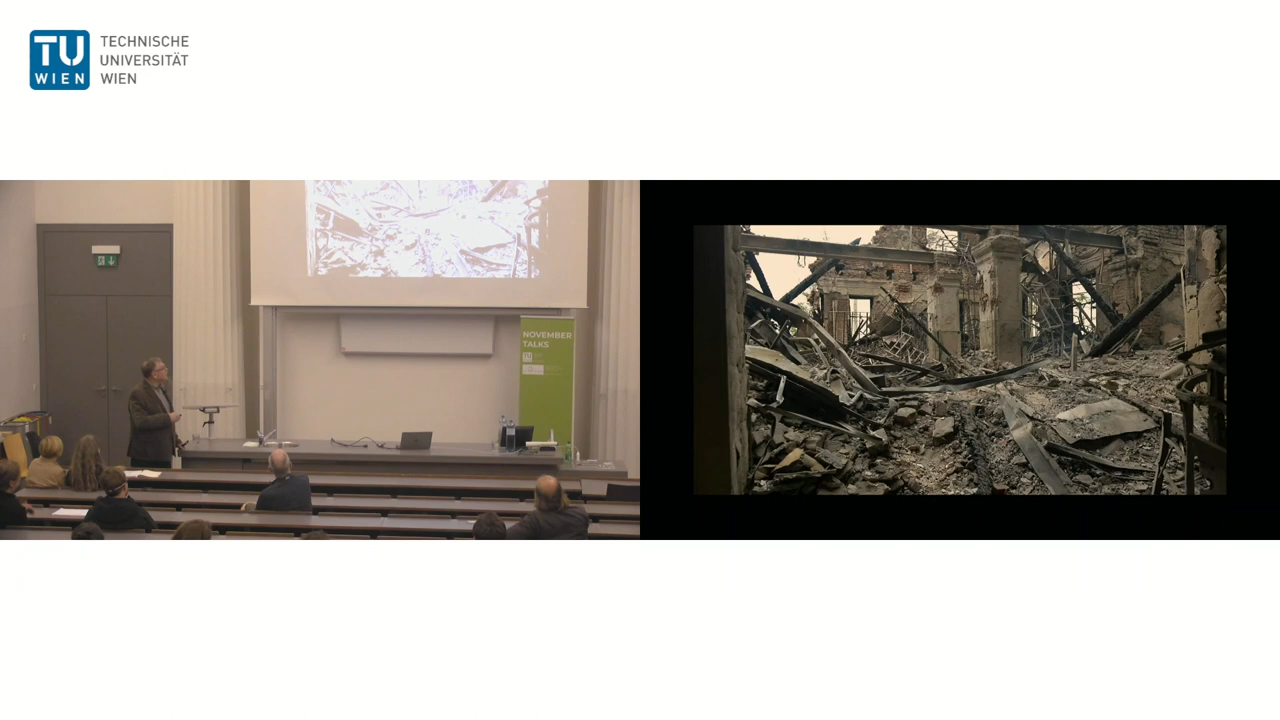 TU
WIEN
TECHNISCHE
UNIVERSITÄT
WIEN
NOVEMBER
TALKS